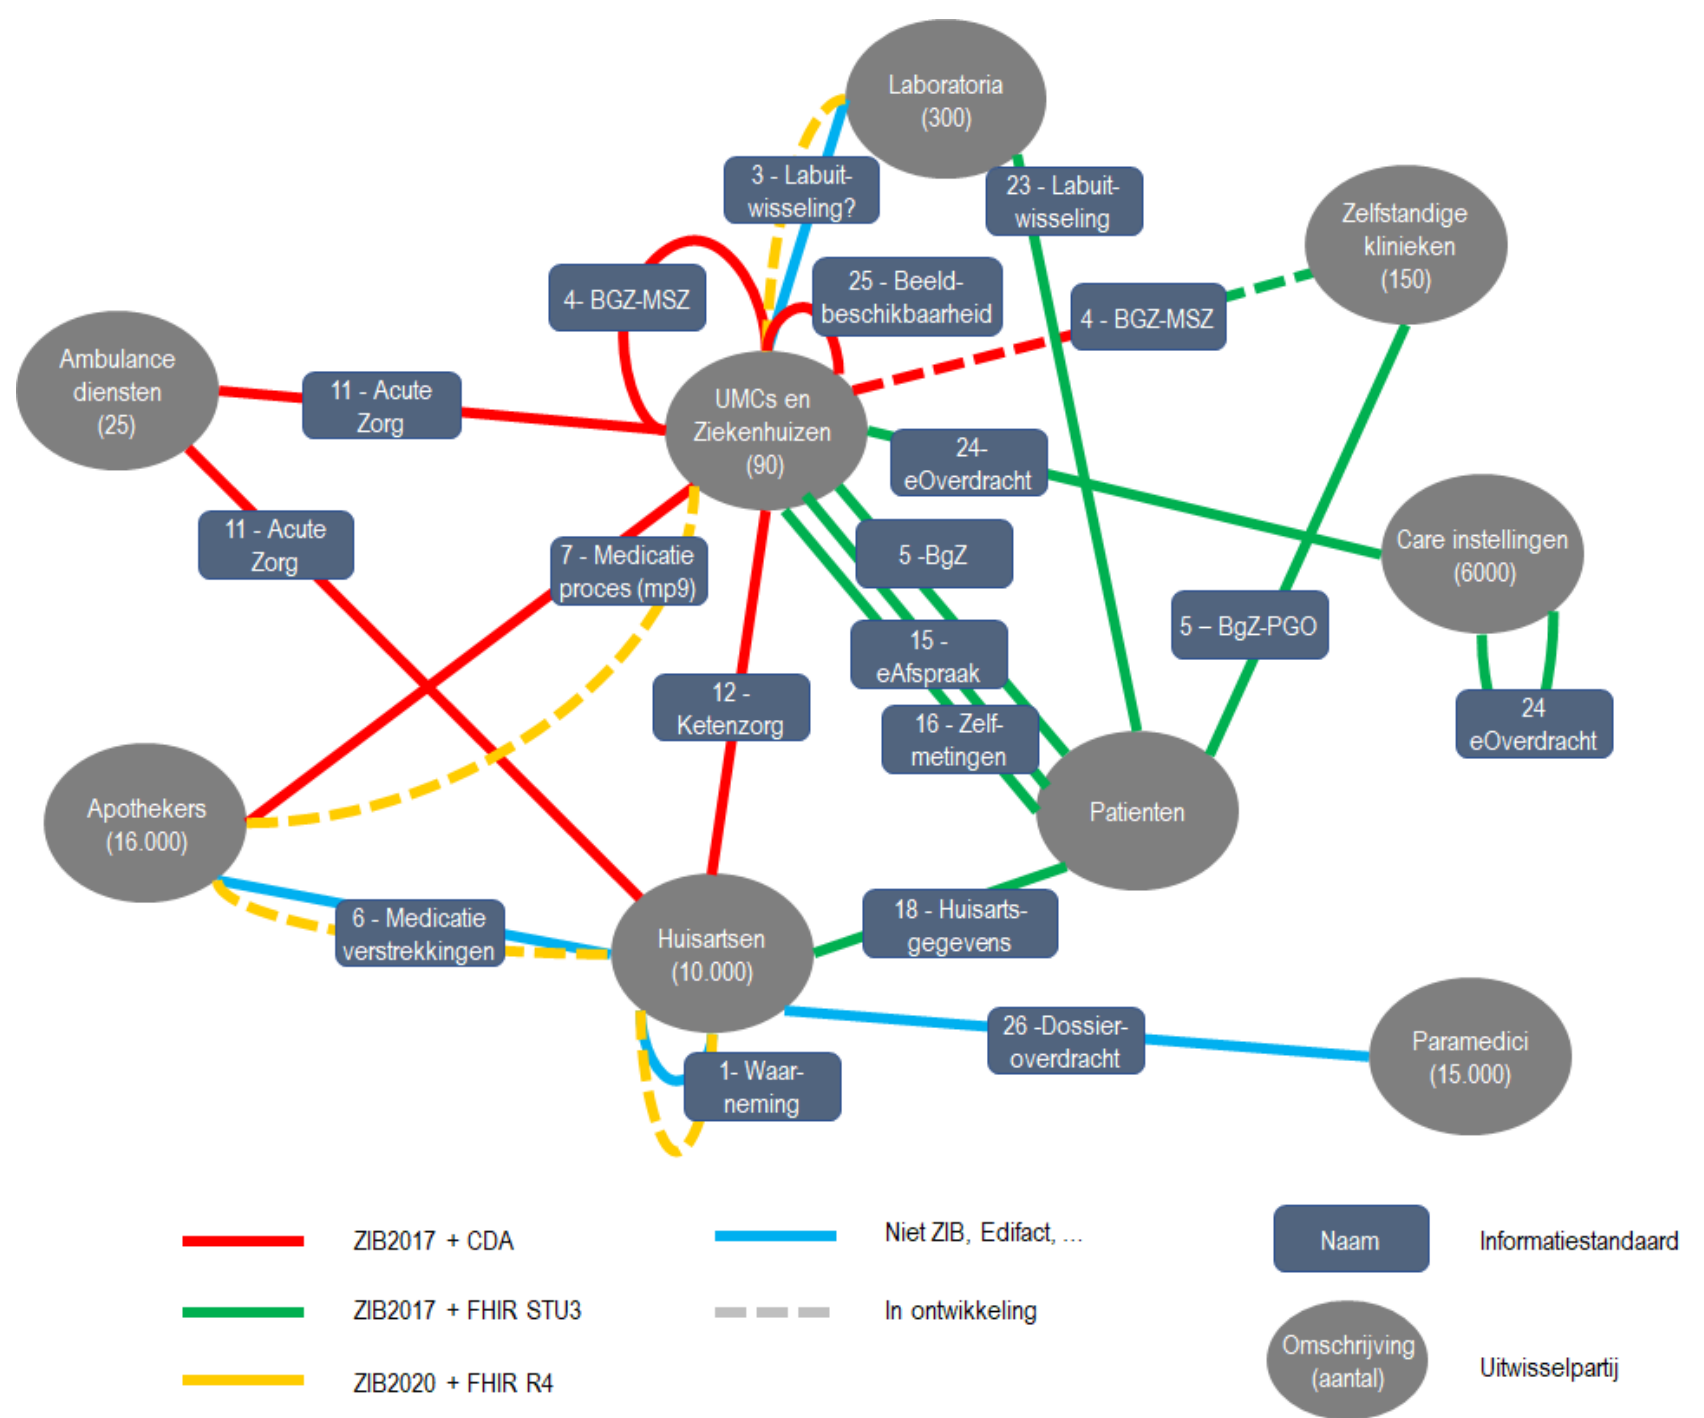 Laboratoria
(300)
3 - Labuit-
wisseling?
23 - Labuit-
wisseling
Zelfstandige
klinieken
(150)
4- BGZ-MSZ
25 - Beeld-
beschikbaarheid
4 - BGZ-MSZ
Ambulance
diensten
(25)
11 - Acute
Zorg
UMCs en
Ziekenhuizen
(90)
24-
eOverdracht
11 - Acute
Zorg
7 - Medicatie
proces (mp9)
5 -BgZ
Care instellingen
(6000)
15 -
eAfspraak
5 – BgZ-PGO
12 -
Ketenzorg
16 - Zelf-
metingen
24
eOverdracht
Apothekers
(16.000)
Patienten
6 - Medicatie
verstrekkingen
Huisartsen
(10.000)
18 - Huisarts-
gegevens
26 -Dossier-
overdracht
Paramedici
(15.000)
1- Waar-
neming
ZIB2017 + CDA
Niet ZIB, Edifact, ...
Naam
Informatiestandaard
ZIB2017 + FHIR STU3
In ontwikkeling
ZIB2020 + FHIR R4
Omschrijving
(aantal)
Uitwisselpartij